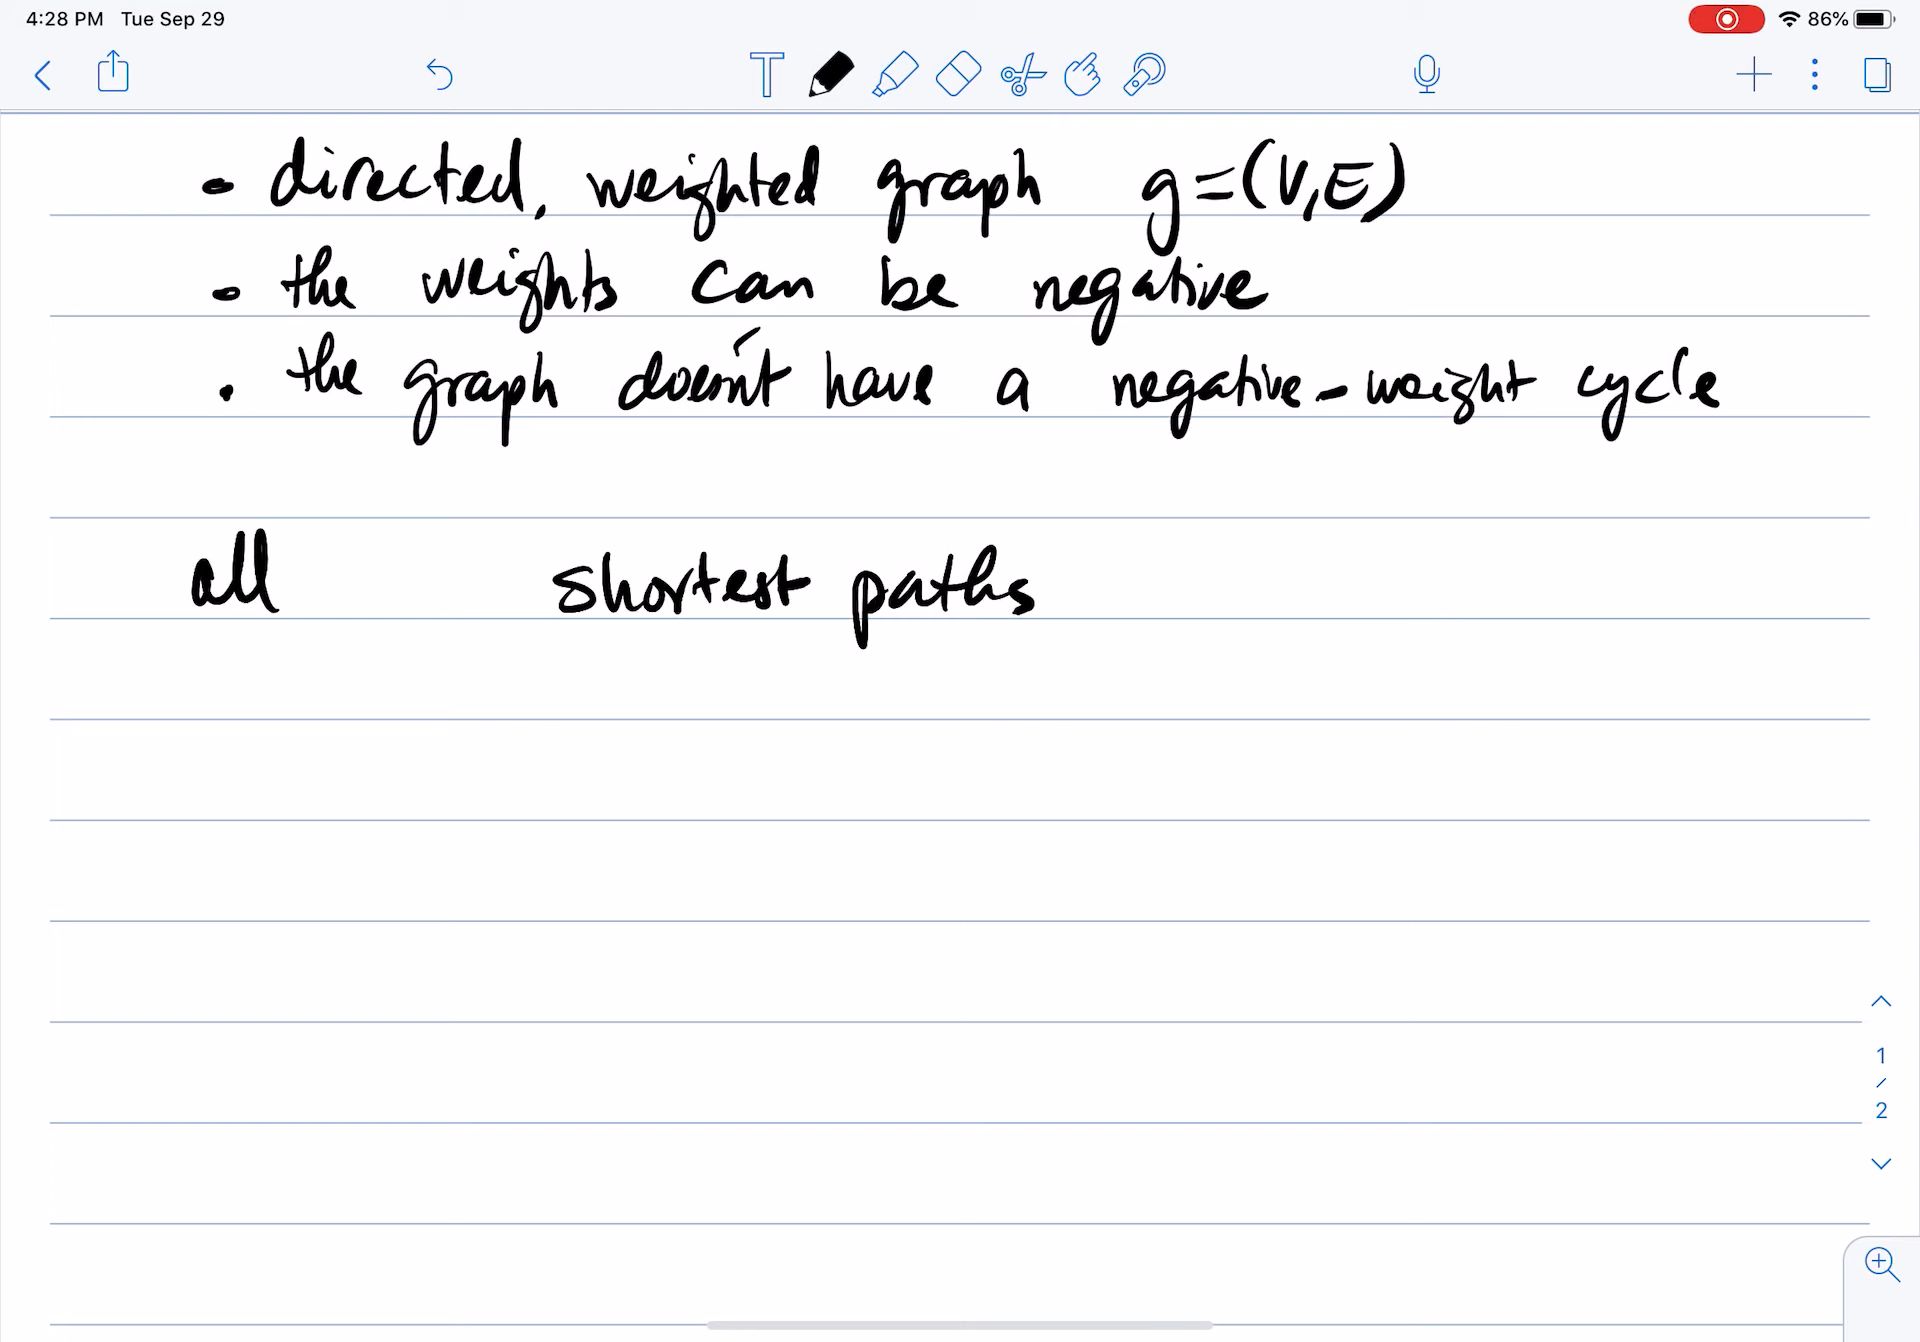 4:28 PM Tue Sep 29
86%
T
• directed, weighted graph g=(V,E)
• the weights can be negative
• the graph doesn't have a negative-weight cycle
all shortest paths
1
/
2